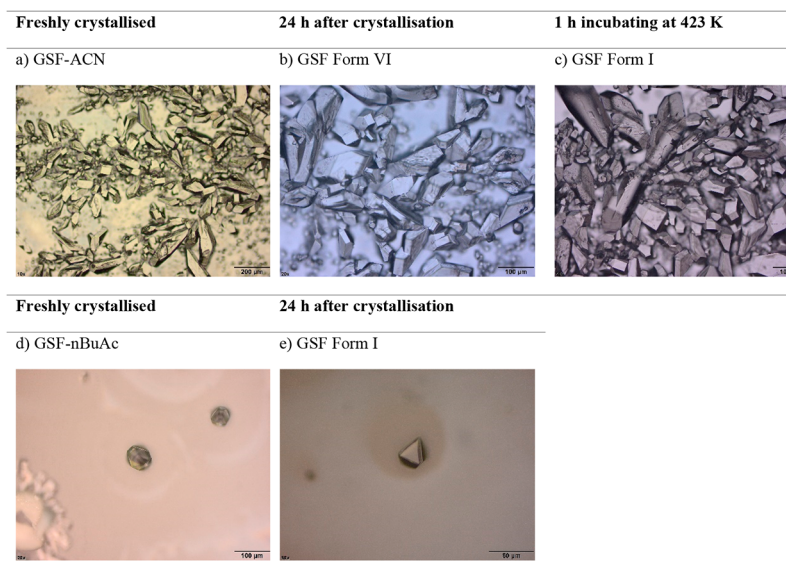 Freshly crystallised 24 h after crystallisation 1 h incubating at 423 K
a) GSF-ACN b) GSF Form VI c) GSF Form I
200 µm 100 µm 10
Freshly crystallised 24 h after crystallisation
d) GSF-nBuAc e) GSF Form I
100 µm 50 µm